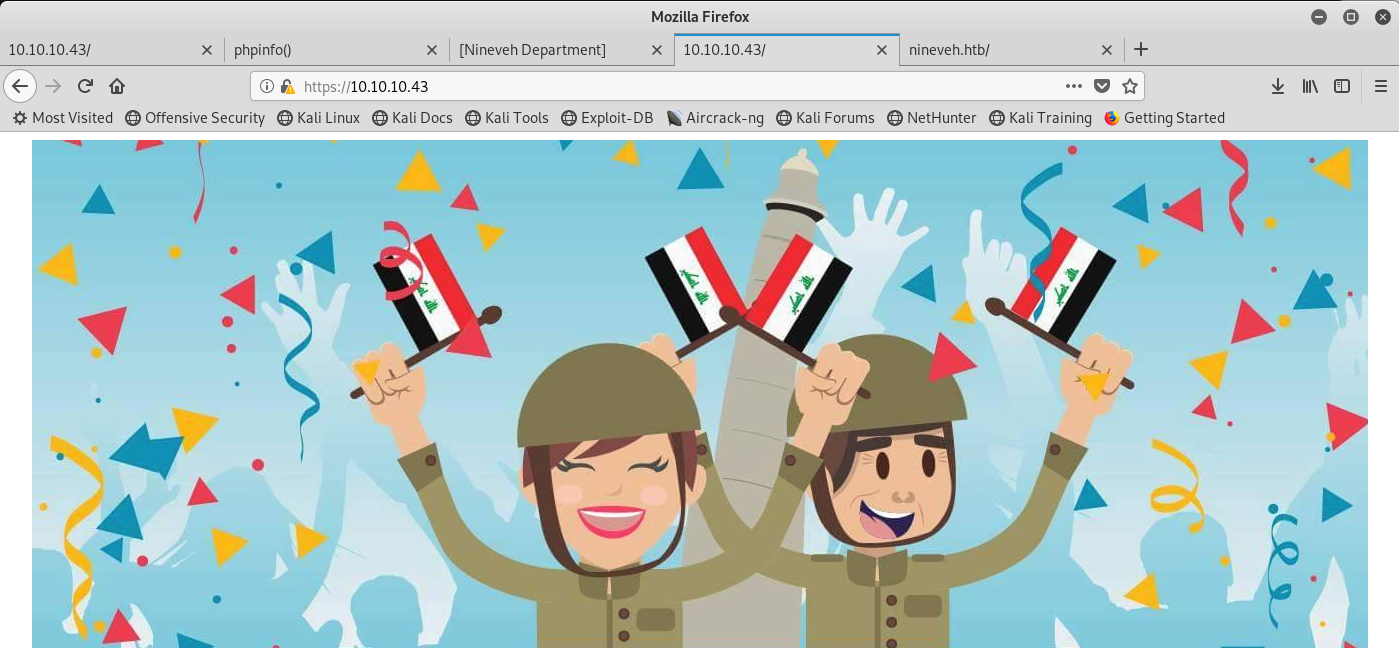 Mozilla Firefox
10.10.10.43/
phpinfo()
[Nineveh Department]
10.10.10.43/
nineveh.htb/
https://10.10.10.43
Most Visited
Offensive Security
Kali Linux
Kali Docs
Kali Tools
Exploit-DB
Aircrack-ng
Kali Forums
NetHunter
Kali Training
Getting Started